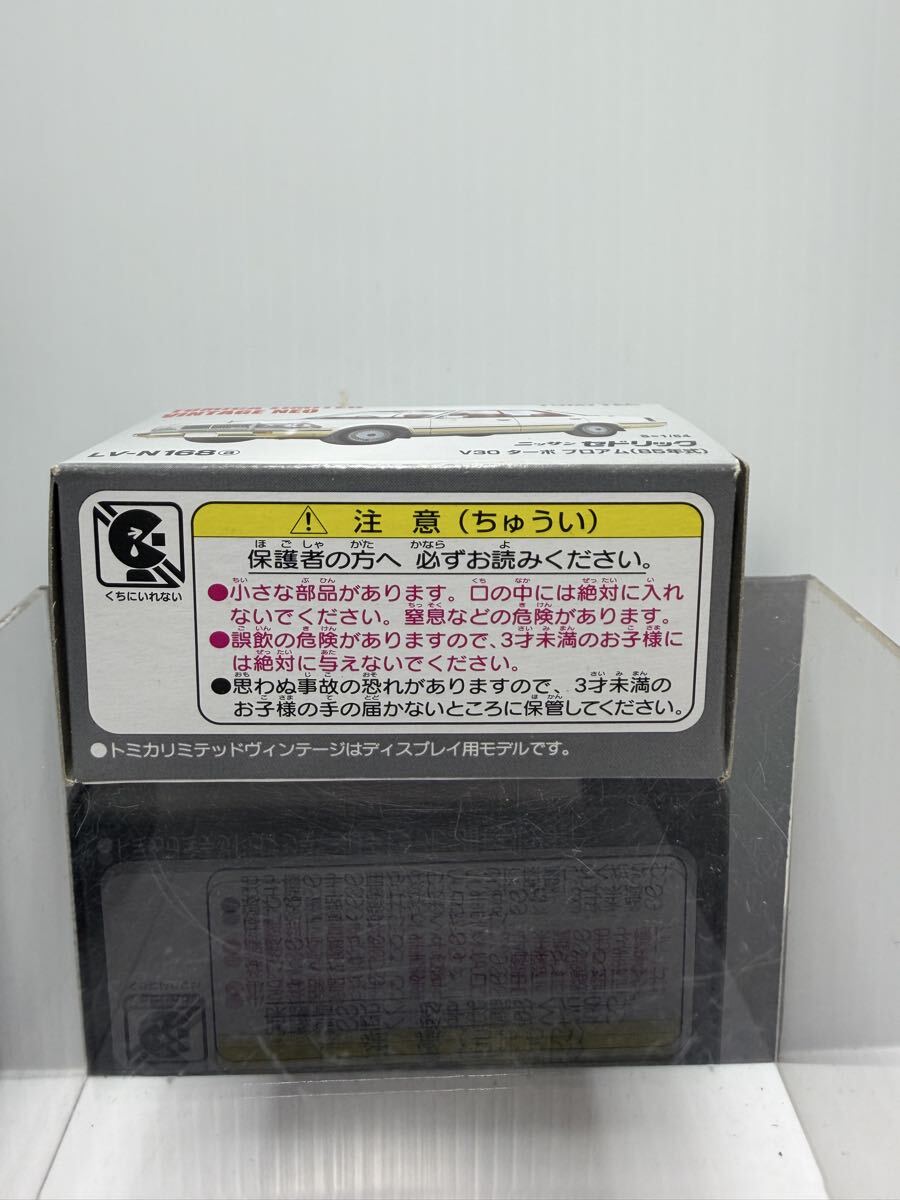 VINTAGE NEO
LV-N168ⓐ
S=1/64
ニッサン セドリック
V30 ターボ ブロアム(85年式)
くちにいれない
注 意(ちゅうい)
保護者の方へ 必ずお読みください。
●小さな部品があります。口の中には絶対に入れ
ないでください。窒息などの危険があります。
●誤飲の危険がありますので、3才未満のお子様に
は絶対に与えないでください。
●思わぬ事故の恐れがありますので、3才未満の
お子様の手の届かないところに保管してください。
●トミカリミテッドヴィンテージはディスプレイ用モデルです。